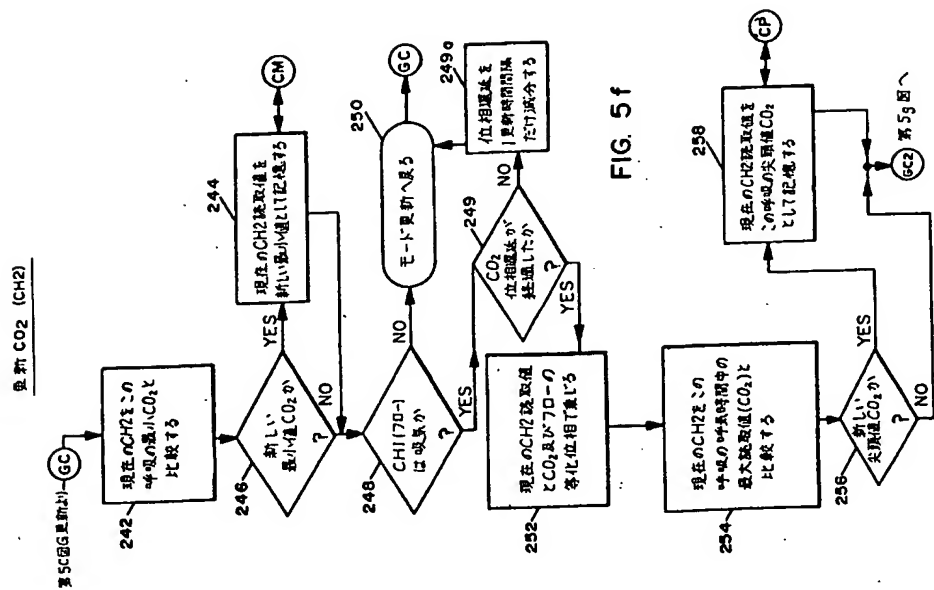 更新 CO₂ (CH2)
第5C図G更新より
GC
現在のCH2をこの
呼吸の最小CO₂と
比較する
242
新しい
最小値CO₂か
?
246
YES
NO
現在のCH2読取値を
新しい最小値として記憶する
244
CM
CH1(フロー)
は吸気か
?
248
NO
YES
モード更新へ戻る
250
GC
CO₂
位相遅延が
経過したか
?
249
NO
YES
位相遅延を
1更新時間間隔
だけ減分する
249a
現在のCH2読取値
とCO₂及びフローの
等化位相て乗じる
252
現在のCH2をこの
呼吸の呼気時間中の
最大読取値(CO₂)と
比較する
254
新しい
尖頭値CO₂か
?
256
YES
NO
現在のCH2読取値を
この呼吸の尖頭値CO₂
として記憶する
258
CP
GC2
第5g図へ
FIG. 5f